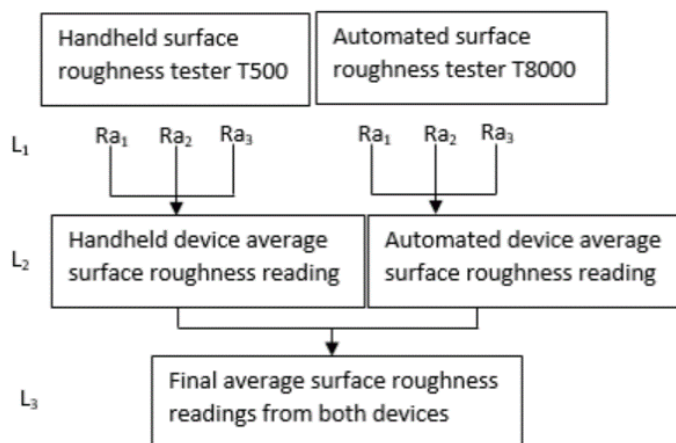 Handheld surface
roughness tester T500
Automated surface
roughness tester T8000
L₁
Ra₁ Ra₂ Ra₃
Ra₁ Ra₂ Ra₃
L₂
Handheld device average
surface roughness reading
Automated device average
surface roughness reading
L₃
Final average surface roughness
readings from both devices